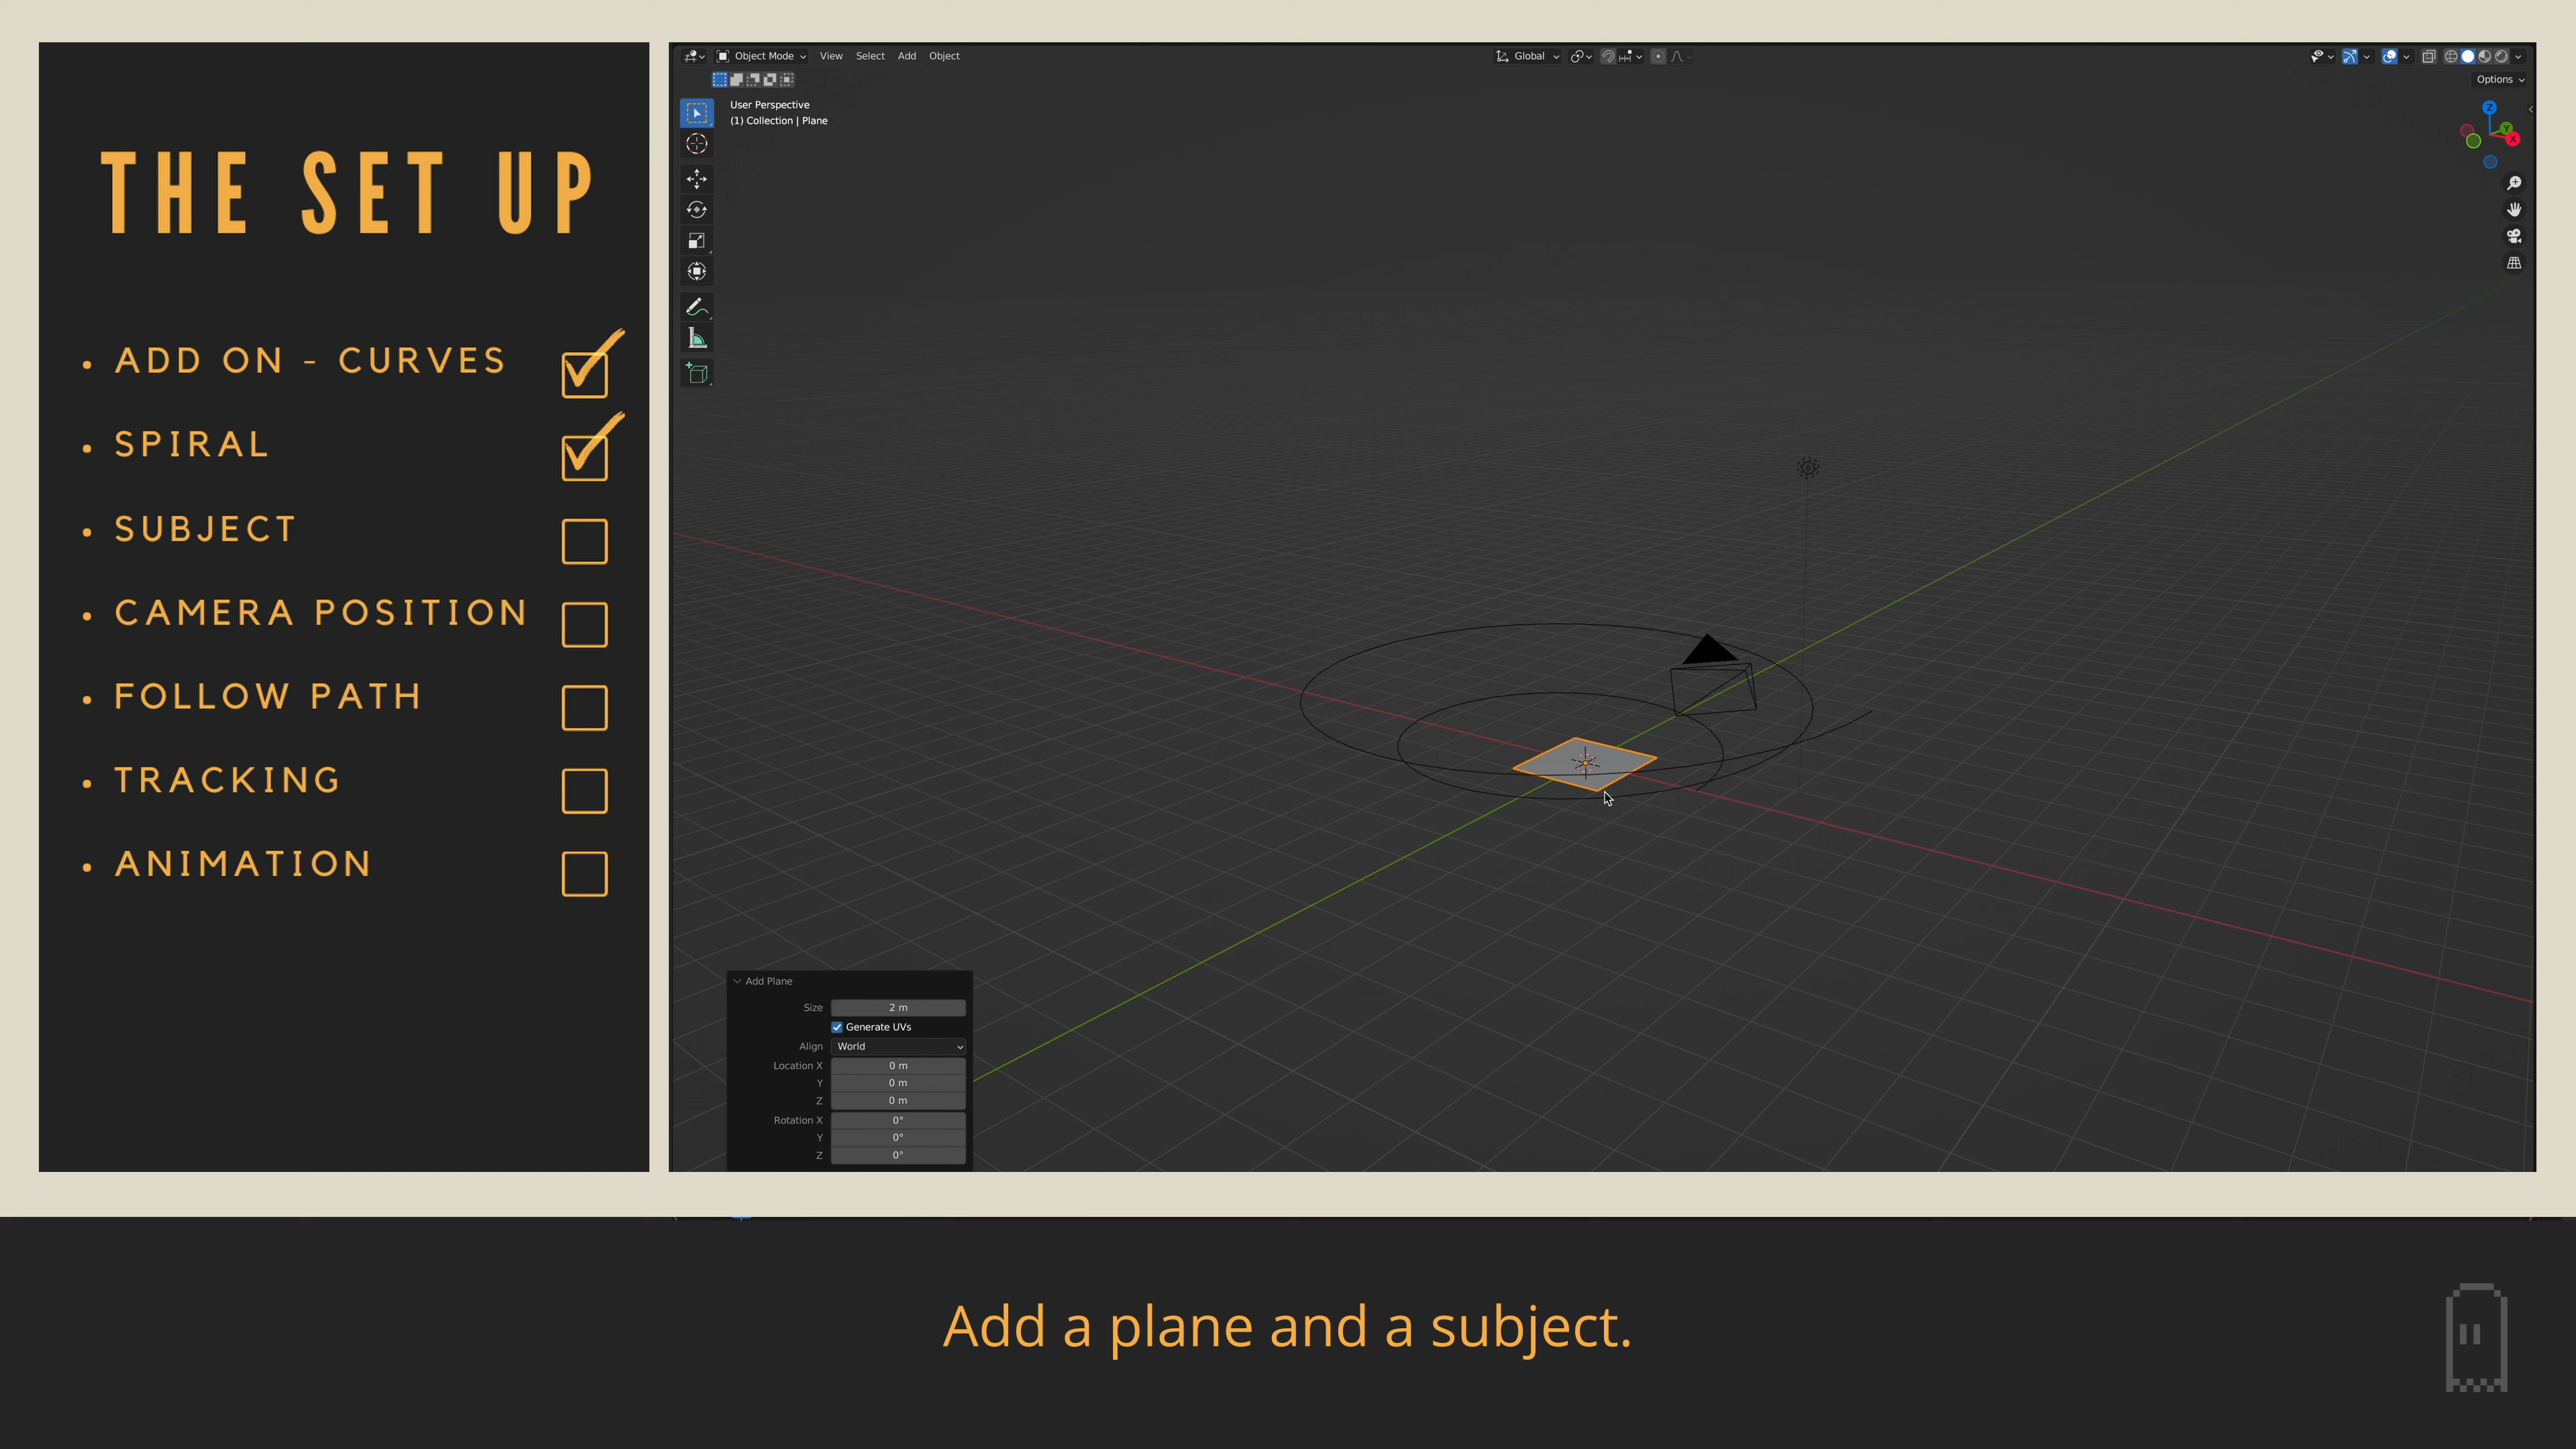 THE SET UP
• ADD ON - CURVES
• SPIRAL
• SUBJECT
• CAMERA POSITION
• FOLLOW PATH
• TRACKING
• ANIMATION
Object Mode View Select Add Object
Global
Options
User Perspective
(1) Collection | Plane
Z
Y
X
Add Plane
Size 2 m
Generate UVs
Align World
Location X 0 m
Y 0 m
Z 0 m
Rotation X 0°
Y 0°
Z 0°
Add a plane and a subject.